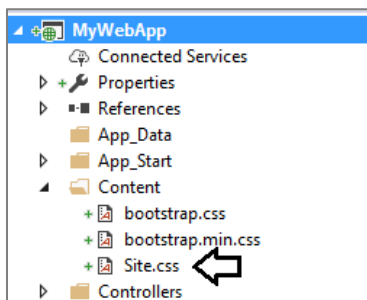 MyWebApp
Connected Services
Properties
References
App_Data
App_Start
Content
bootstrap.css
bootstrap.min.css
Site.css
Controllers